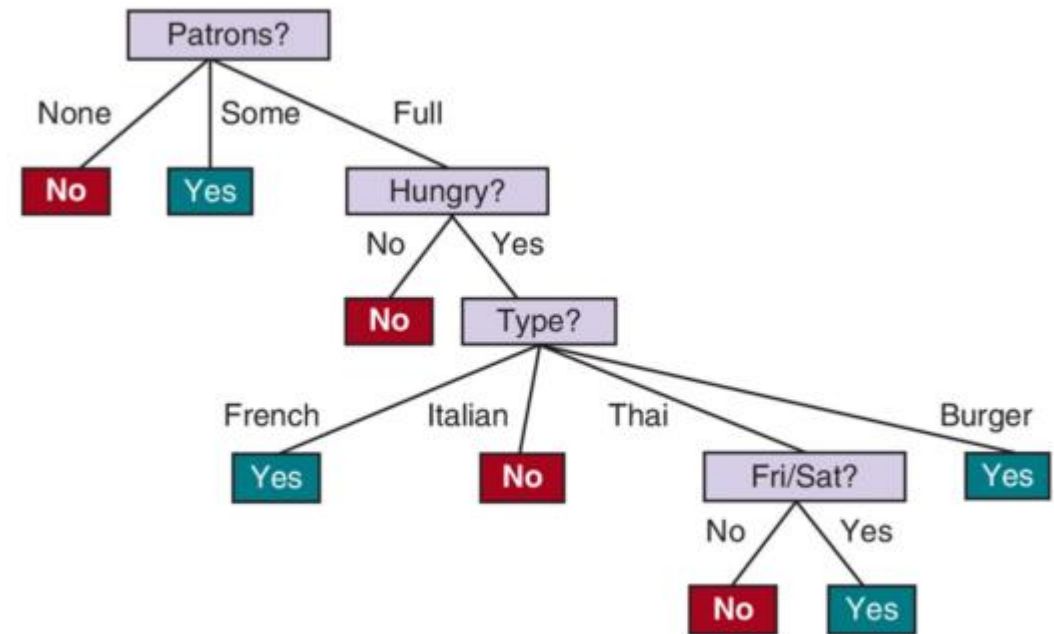 Patrons?
None Some Full
No Yes Hungry?
No Yes
No Type?
French Italian Thai Burger
Yes No Fri/Sat? Yes
No Yes
No Yes